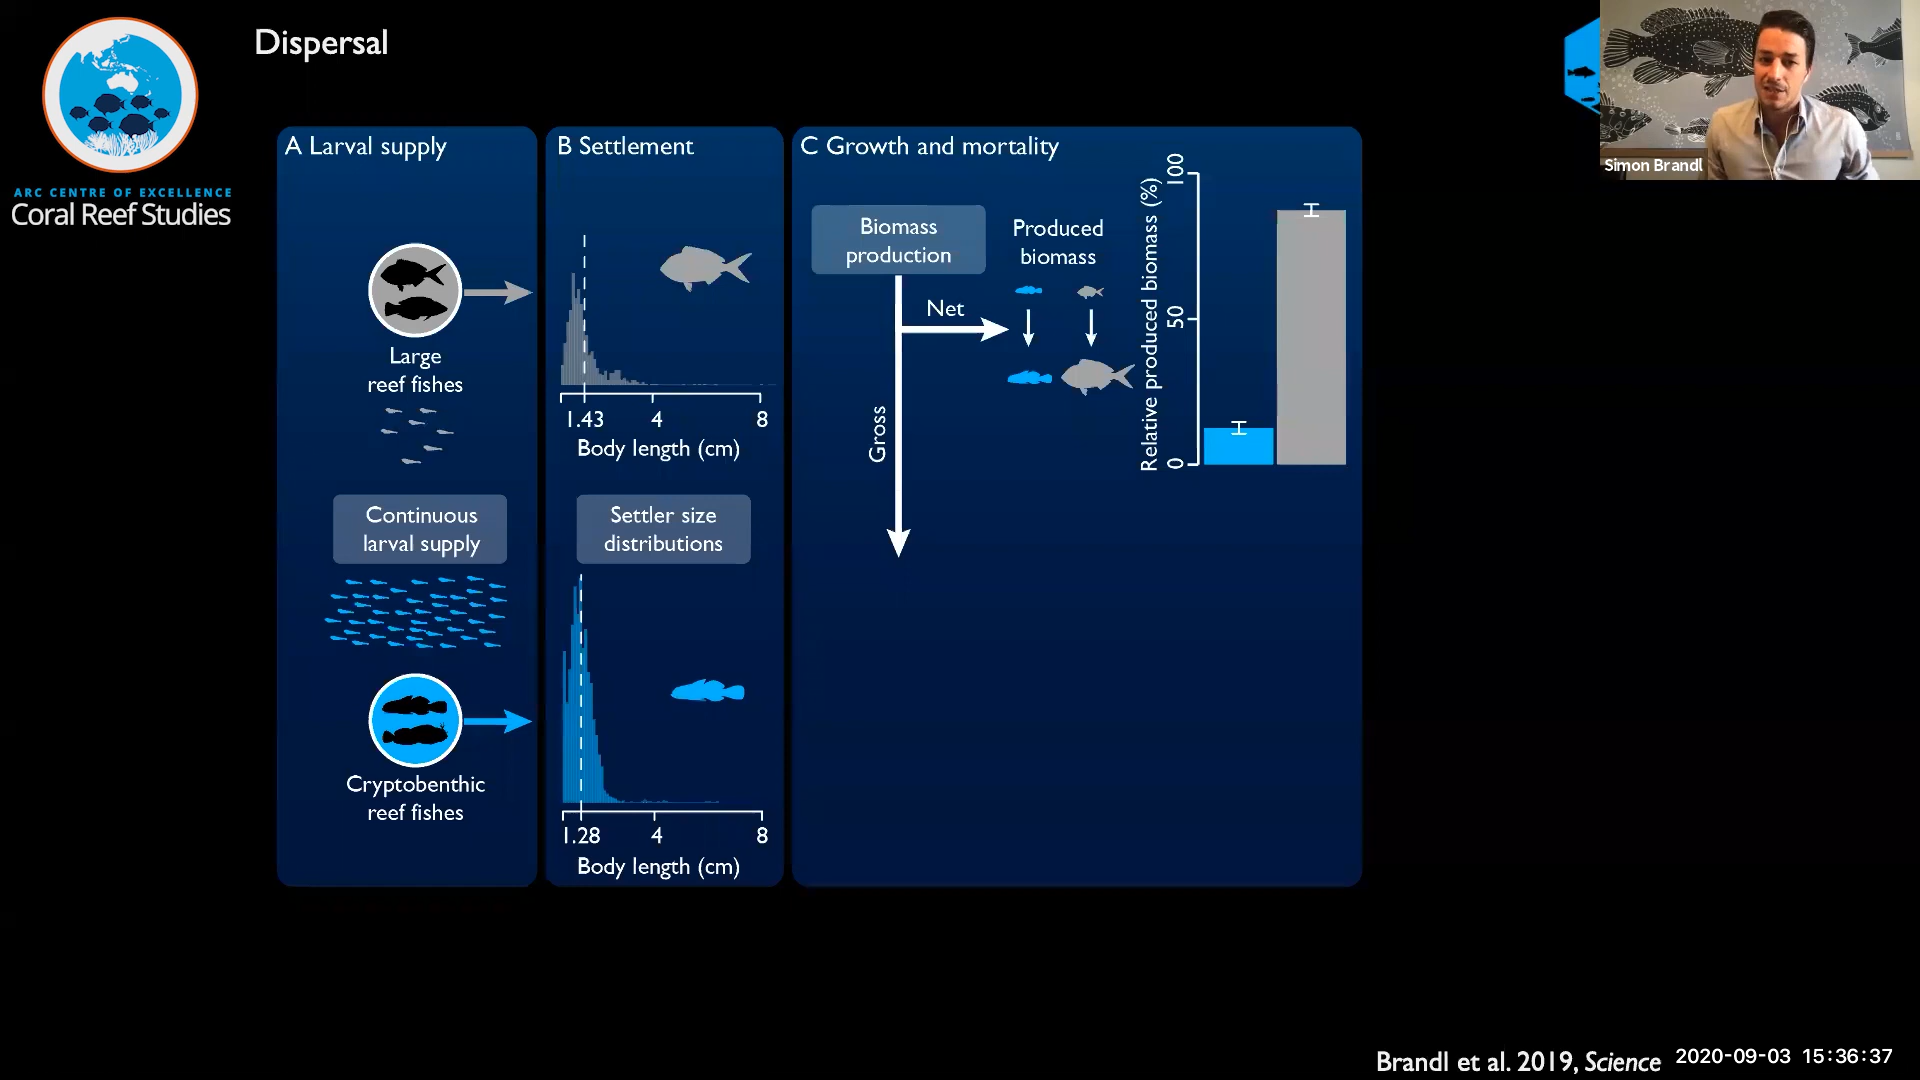 Dispersal
ARC CENTRE OF EXCELLENCE
Coral Reef Studies
Simon Brandl
A Larval supply
Large
reef fishes
Continuous
larval supply
Cryptobenthic
reef fishes
B Settlement
1.43 4 8
Body length (cm)
Settler size
distributions
1.28 4 8
Body length (cm)
C Growth and mortality
Biomass
production
Net
Gross
Produced
biomass
Relative produced biomass (%)
100
50
0
Brandl et al. 2019, Science
2020-09-03 15:36:37